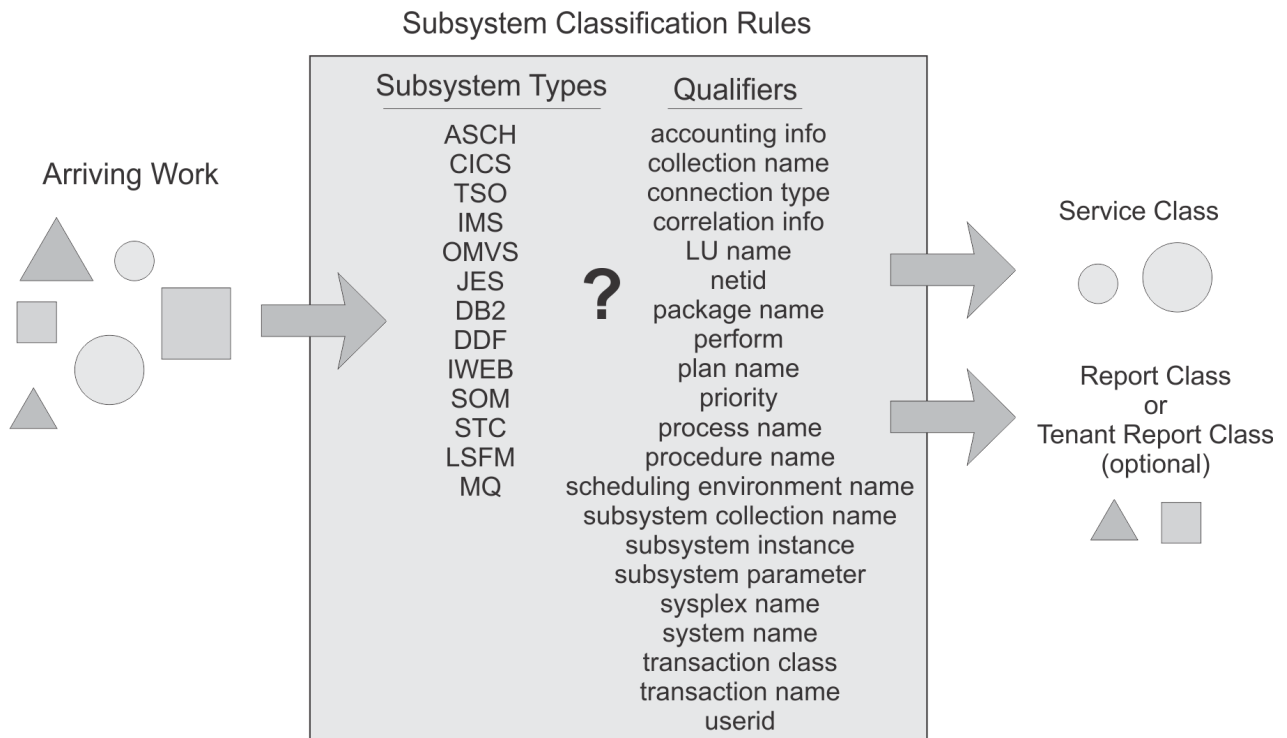 Subsystem Classification Rules
Arriving Work
Subsystem Types
ASCH
CICS
TSO
IMS
OMVS
JES
DB2
DDF
IWEB
SOM
STC
LSFM
MQ
?
Qualifiers
accounting info
collection name
connection type
correlation info
LU name
netid
package name
perform
plan name
priority
process name
procedure name
scheduling environment name
subsystem collection name
subsystem instance
subsystem parameter
sysplex name
system name
transaction class
transaction name
userid
Service Class
Report Class
or
Tenant Report Class
(optional)